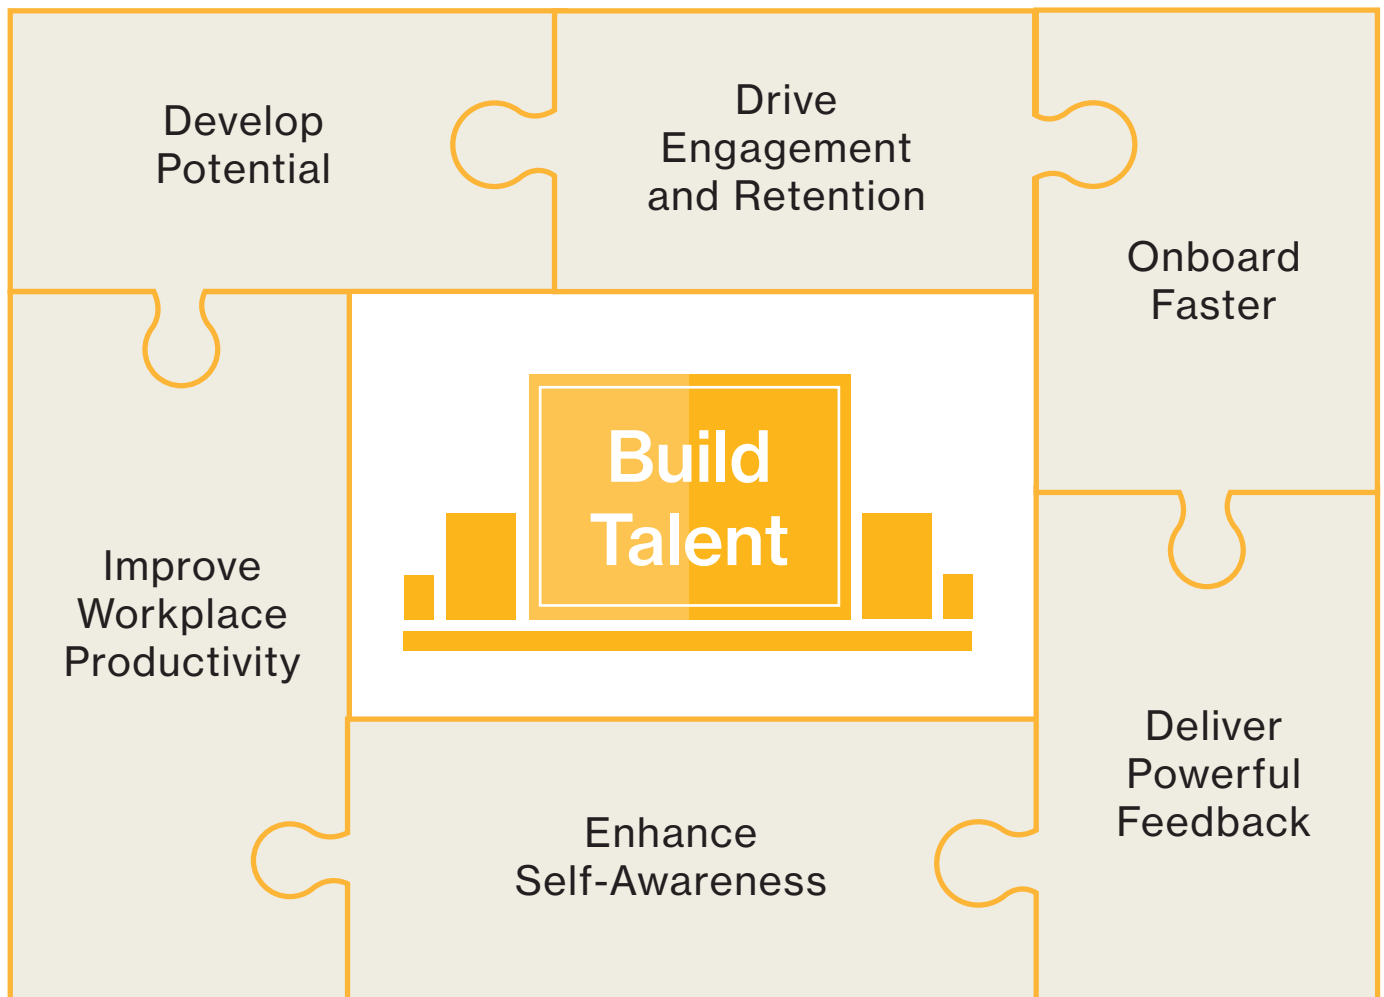 Develop
Potential
Drive
Engagement
and Retention
Onboard
Faster
Build
Talent
Improve
Workplace
Productivity
Deliver
Powerful
Feedback
Enhance
Self-Awareness